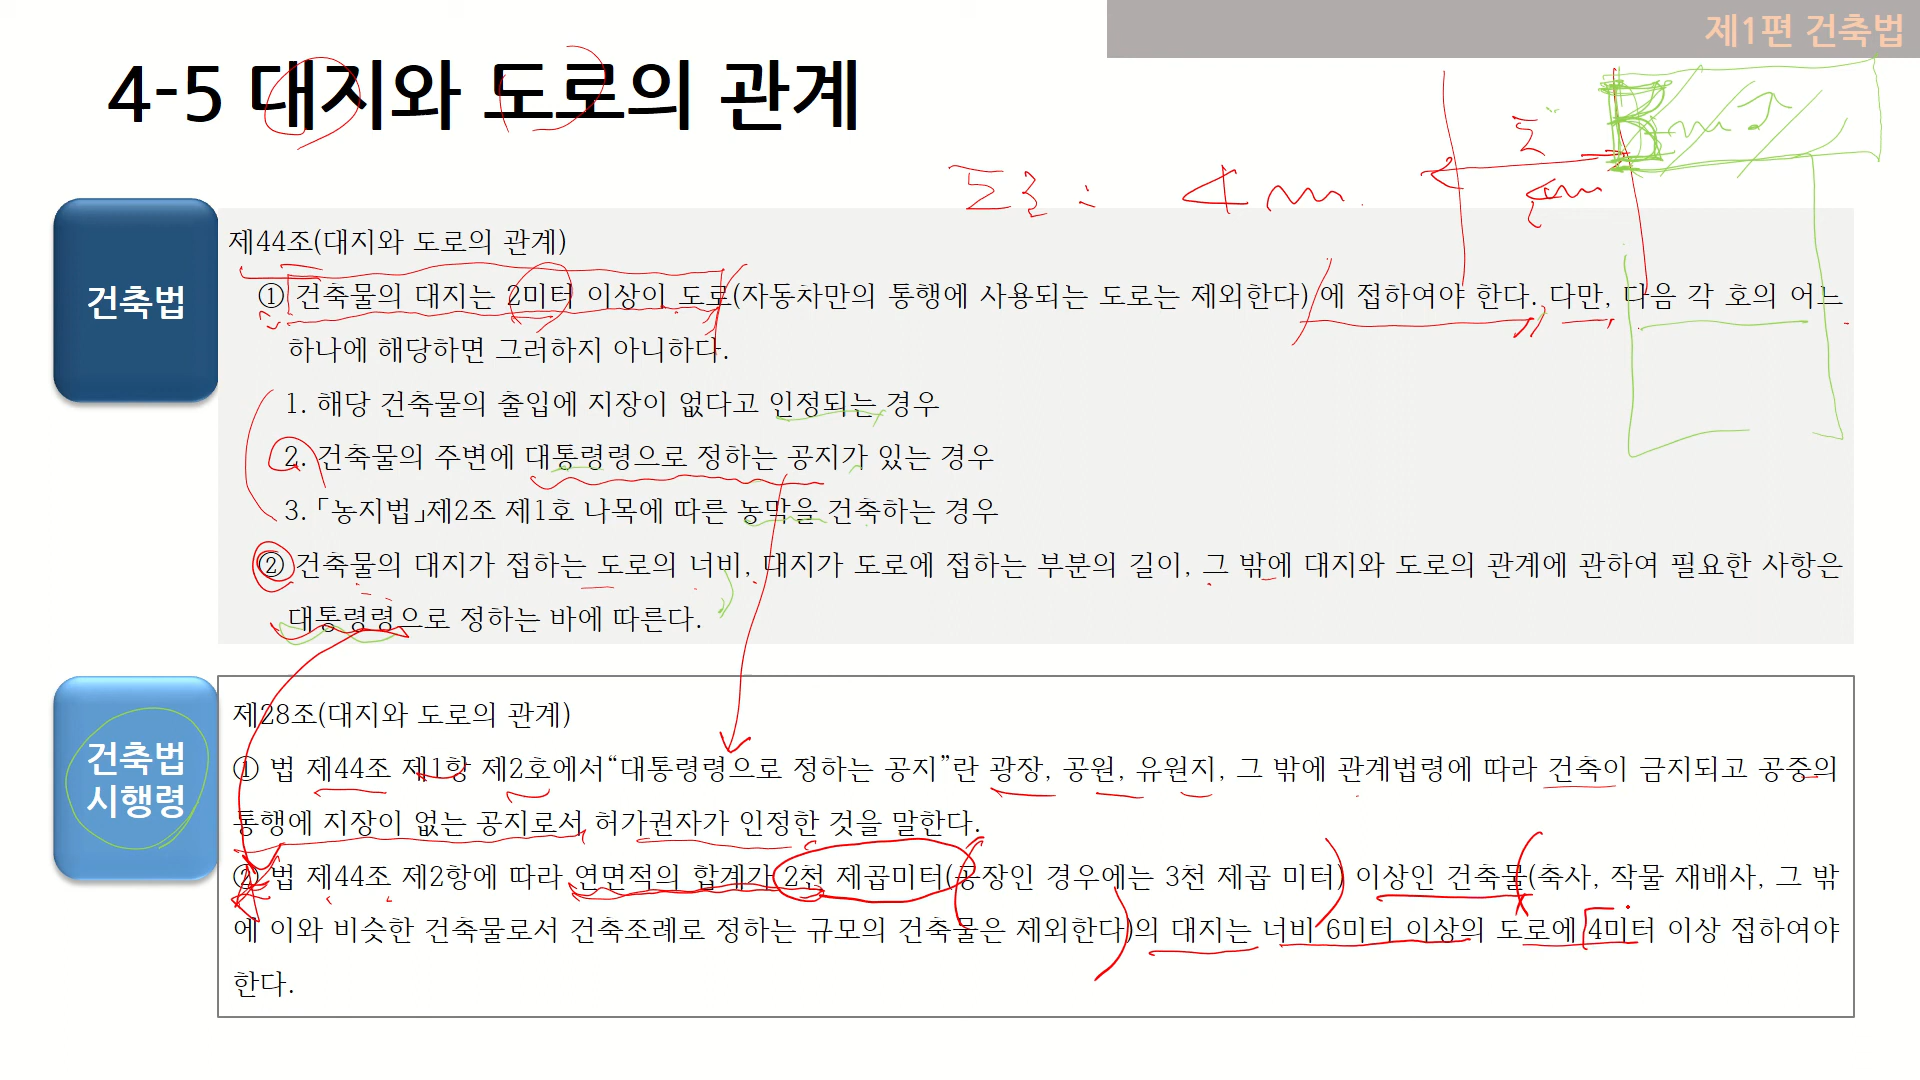 제1편 건축법
4-5 대지와 도로의 관계
도로 : 4m
건축법
제44조(대지와 도로의 관계)
① 건축물의 대지는 2미터 이상이 도로(자동차만의 통행에 사용되는 도로는 제외한다) 에 접하여야 한다. 다만, 다음 각 호의 어느
하나에 해당하면 그러하지 아니하다.
1. 해당 건축물의 출입에 지장이 없다고 인정되는 경우
2. 건축물의 주변에 대통령령으로 정하는 공지가 있는 경우
3.「농지법」제2조 제1호 나목에 따른 농막을 건축하는 경우
② 건축물의 대지가 접하는 도로의 너비, 대지가 도로에 접하는 부분의 길이, 그 밖에 대지와 도로의 관계에 관하여 필요한 사항은
대통령령으로 정하는 바에 따른다.
건축법
시행령
제28조(대지와 도로의 관계)
① 법 제44조 제1항 제2호에서“대통령령으로 정하는 공지”란 광장, 공원, 유원지, 그 밖에 관계법령에 따라 건축이 금지되고 공중의
통행에 지장이 없는 공지로서 허가권자가 인정한 것을 말한다.
② 법 제44조 제2항에 따라 연면적의 합계가 2천 제곱미터(공장인 경우에는 3천 제곱 미터) 이상인 건축물(축사, 작물 재배사, 그 밖
에 이와 비슷한 건축물로서 건축조례로 정하는 규모의 건축물은 제외한다)의 대지는 너비 6미터 이상의 도로에 4미터 이상 접하여야
한다.